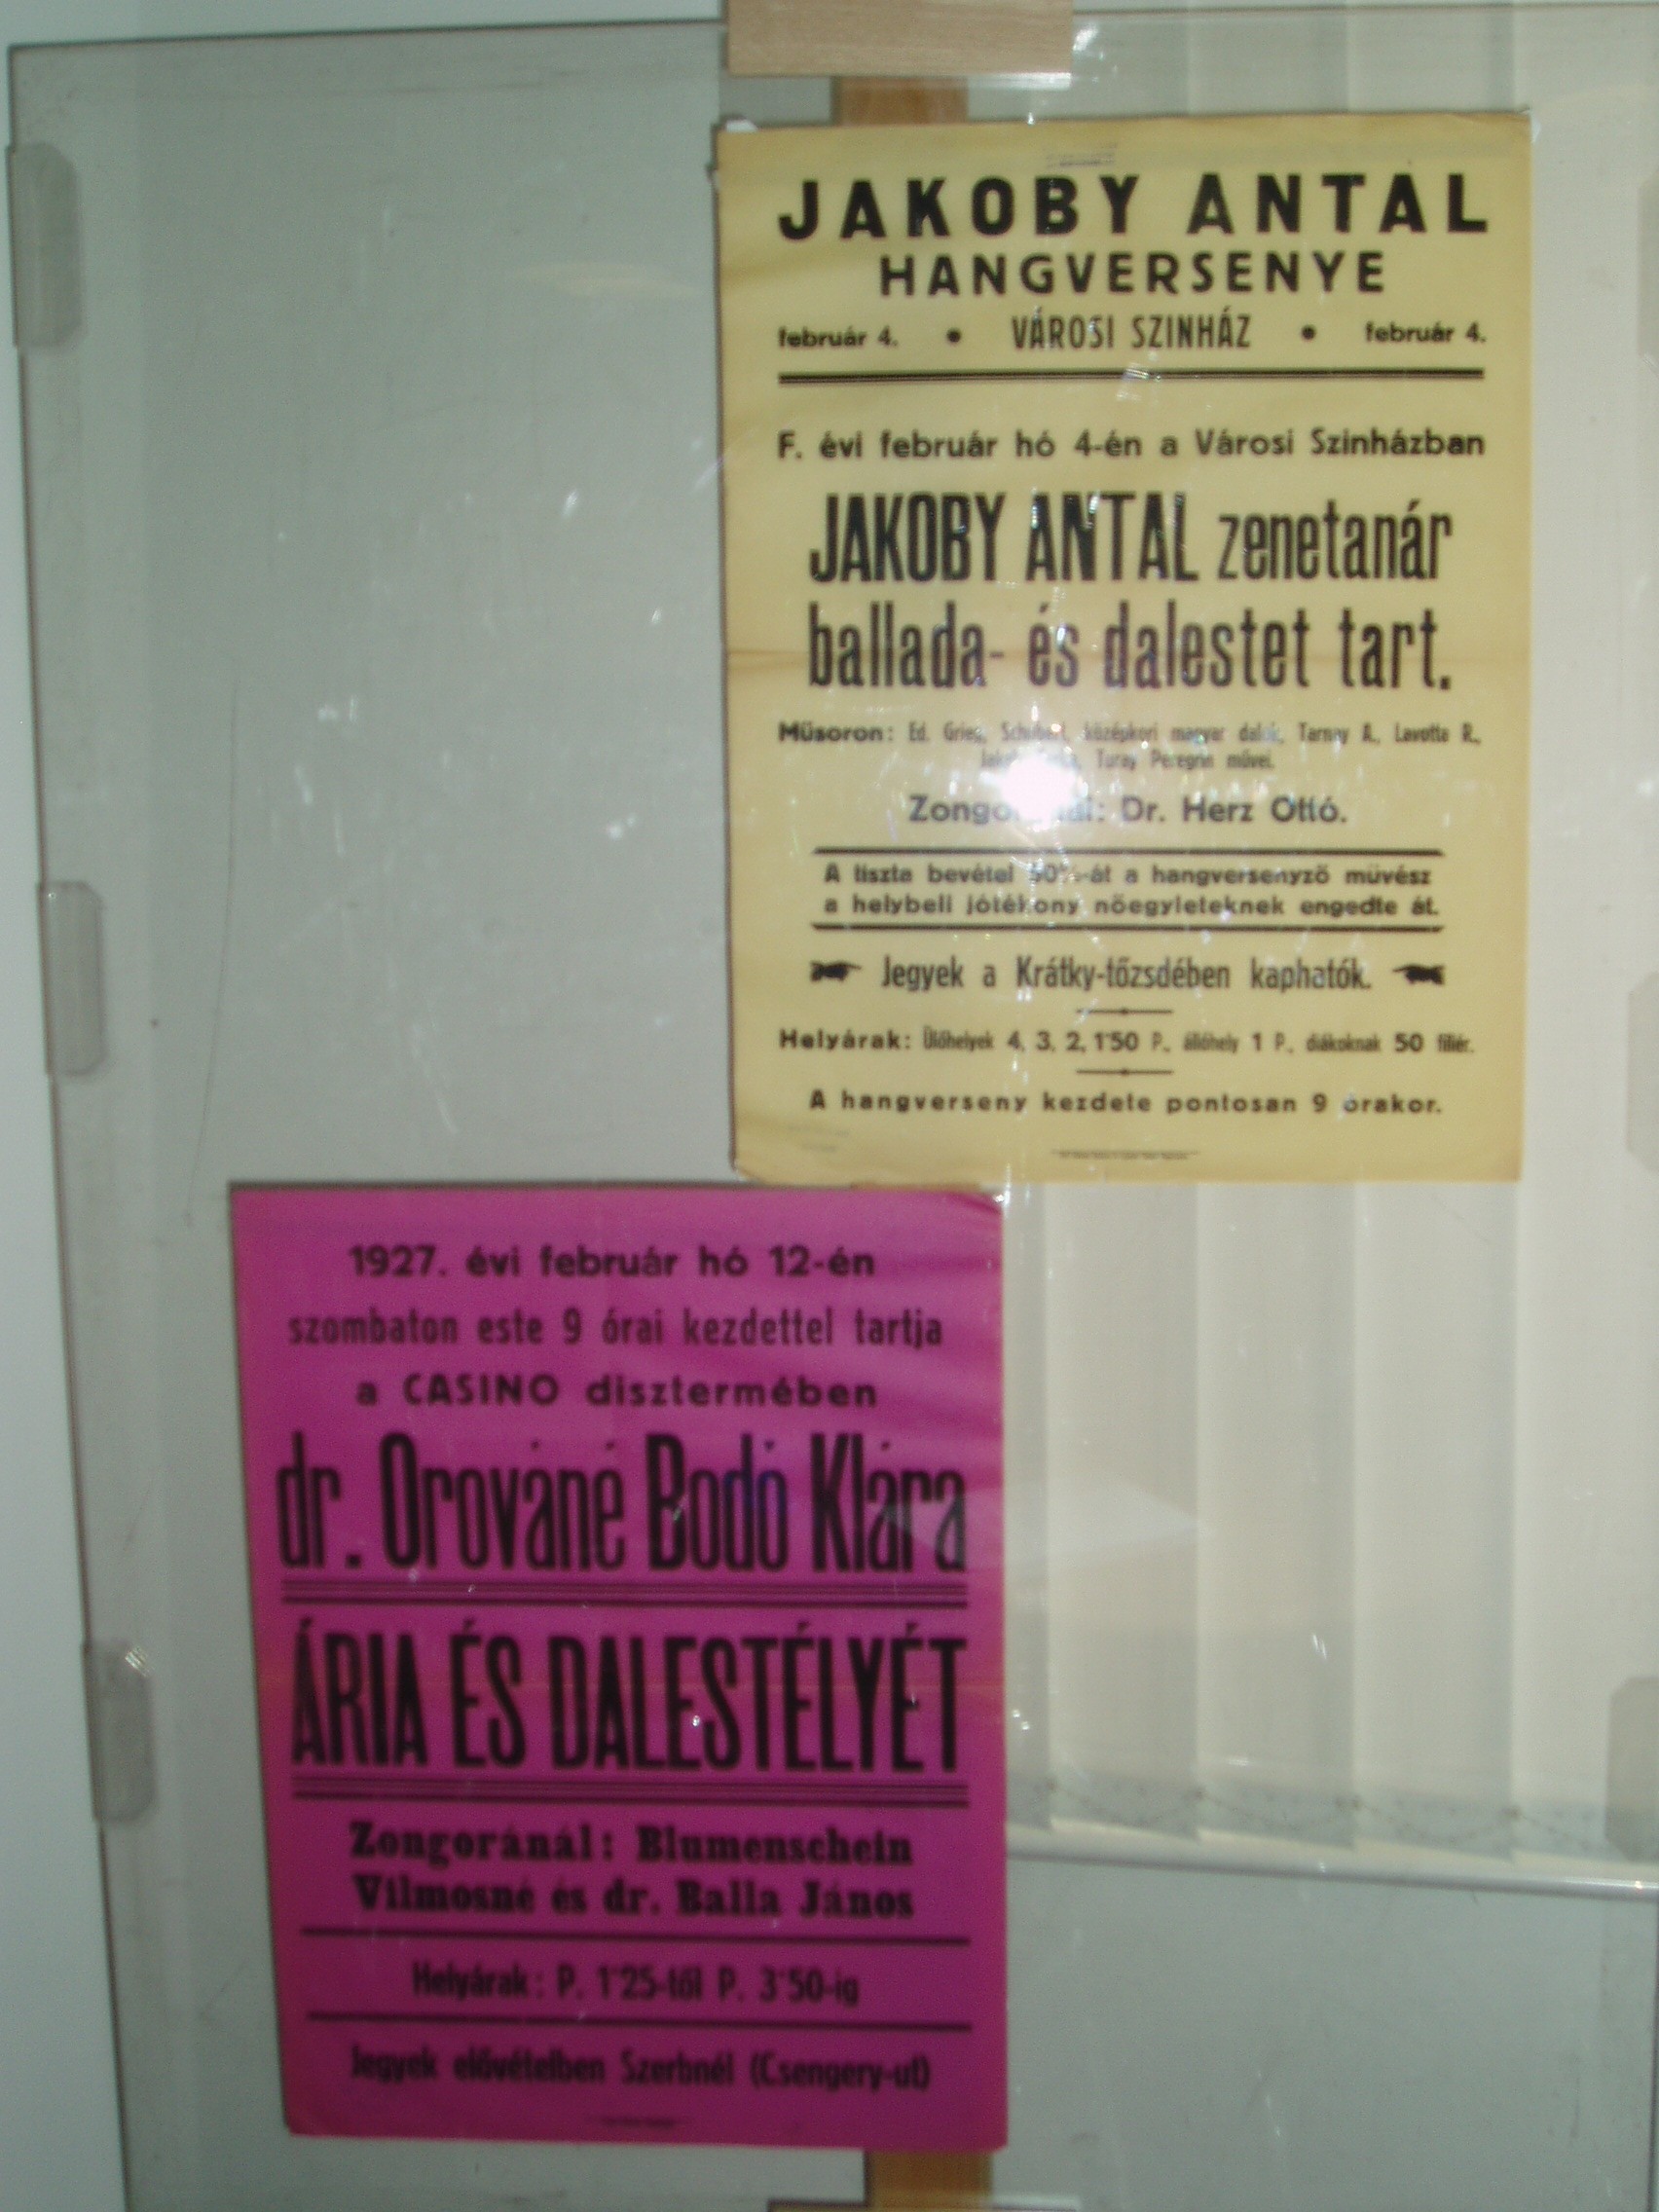 JAKOBY ANTAL
HANGVERSENYE
február 4. • VÁROSI SZINHÁZ • február 4.
F. évi február hó 4-én a Városi Szinházban
JAKOBY ANTAL zenetanár
ballada- és dalestet tart.
Műsoron: Ed. Grieg, Schubert, középkori magyar dalok, Tarnay A., Lavotta R.,
Turay Peregrin művei.
Dr. Herz Ottó.
A tiszta bevétel 50%-át a hangversenyző művész
a helybeli jótékony nőegyleteknek engedte át.
Jegyek a Krátky-tőzsdében kaphatók.
Helyárak: Ülőhelyek 4, 3, 2, 1'50 P., állóhely 1 P., diákoknak 50 fillér.
A hangverseny kezdete pontosan 9 órakor.
1927. évi február hó 12-én
szombaton este 9 órai kezdettel tartja
a CASINO disztermében
dr. Orováné Bodó Klára
ÁRIA ÉS DALESTÉLYÉT
Zongoránál: Blumenschein
Vilmosné és dr. Balla János
Helyárak: P. 1'25-től P. 3'50-ig
Jegyek elővételben Szerbnél (Csengery-ut)